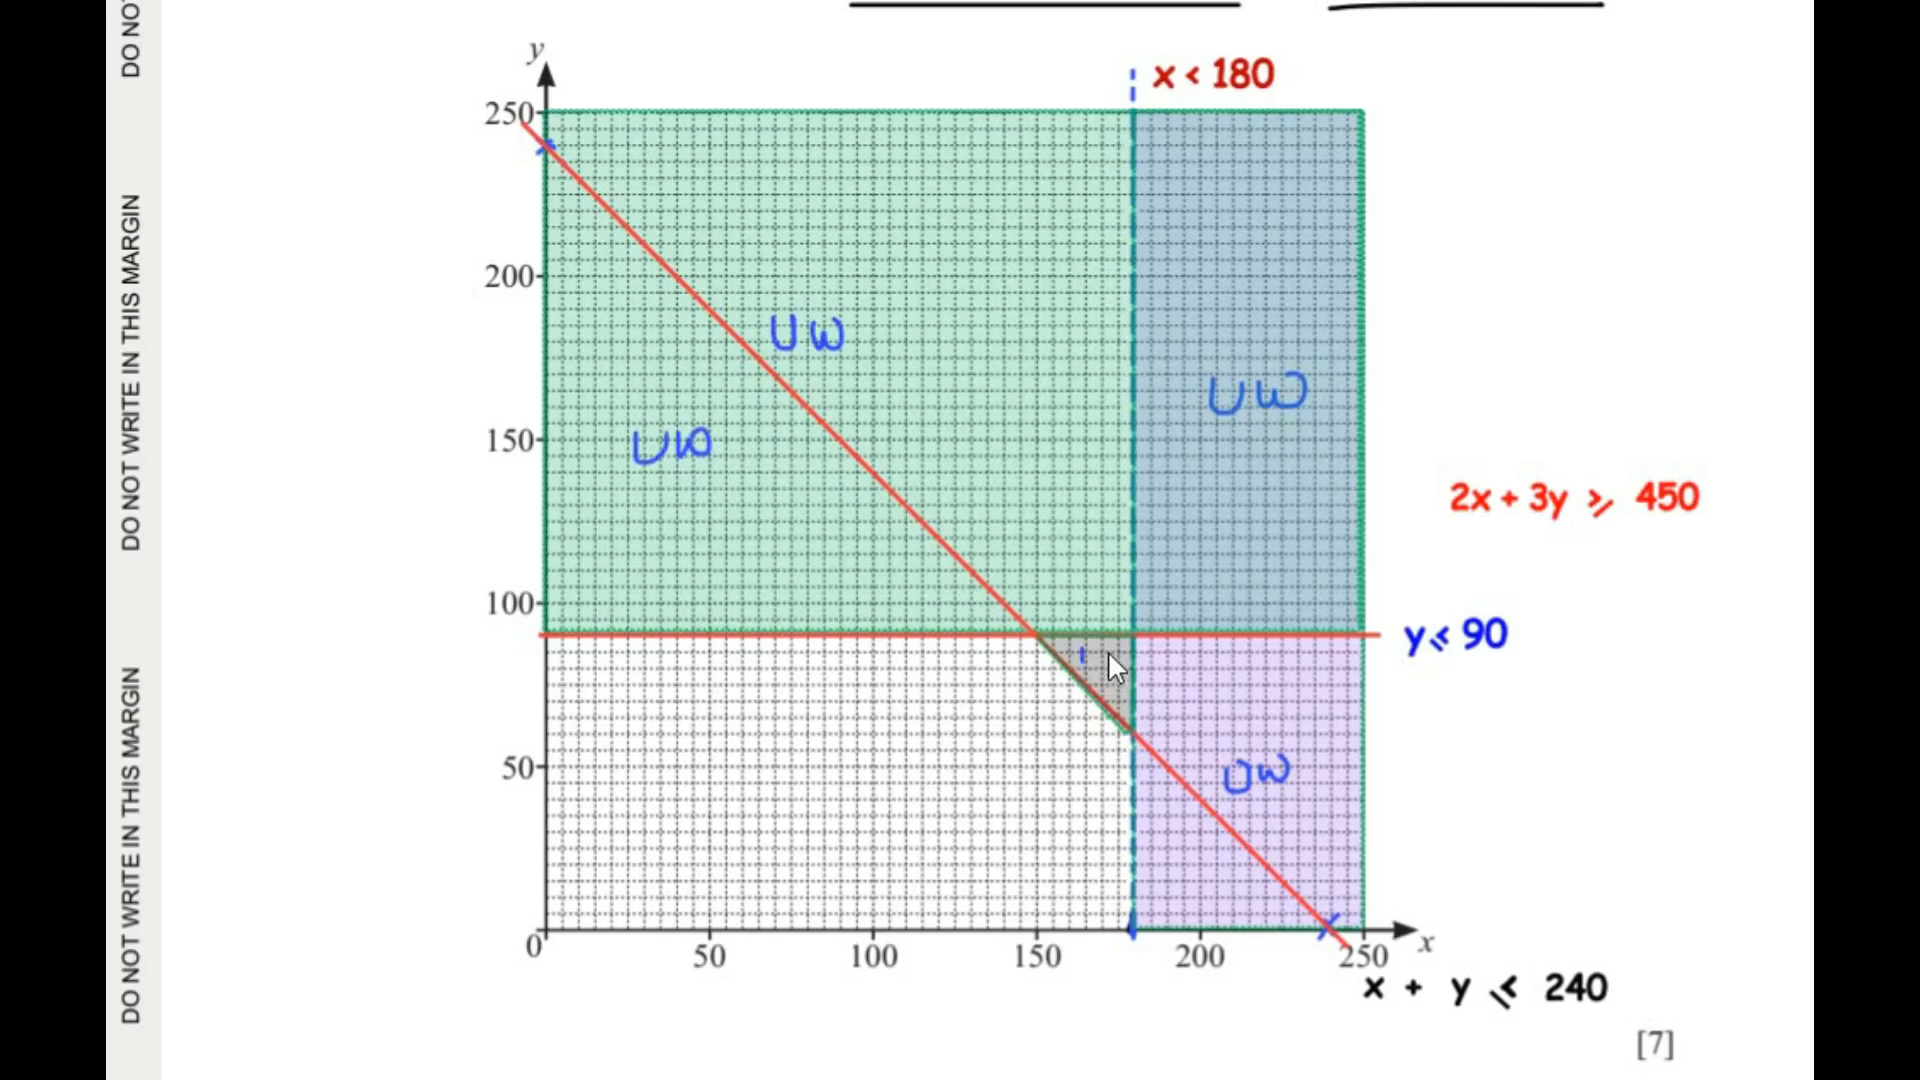 DO NOT
DO NOT WRITE IN THIS MARGIN
DO NOT WRITE IN THIS MARGIN
y
x < 180
250
200
150
100
50
0
50
100
150
200
250
x
UW
UW
UW
UW
2x + 3y ⩾ 450
y ⩽ 90
x + y ⩽ 240
[7]